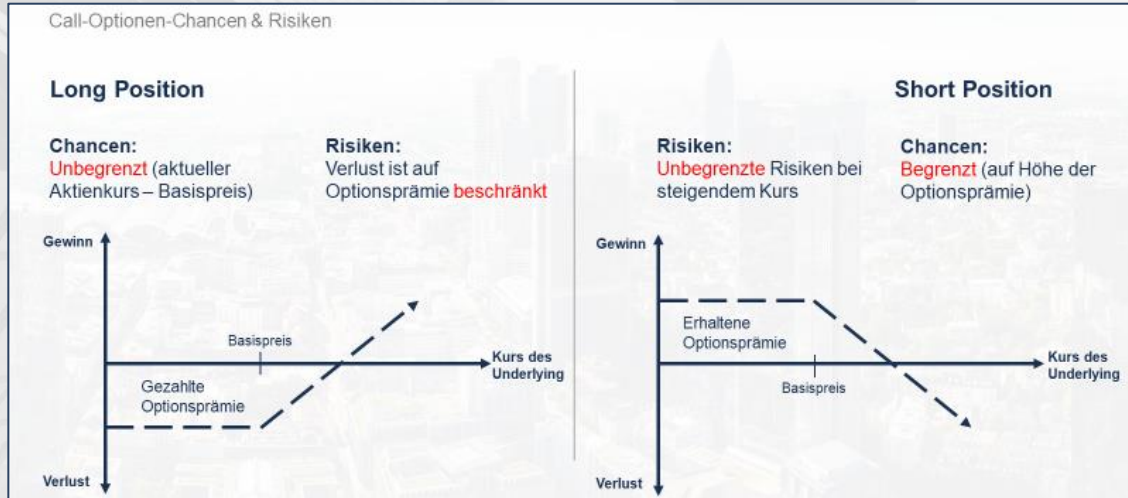 Call-Optionen-Chancen & Risiken
Long Position
Chancen:
Unbegrenzt (aktueller
Aktienkurs – Basispreis)
Risiken:
Verlust ist auf
Optionsprämie beschränkt
Gewinn
Basispreis
Kurs des
Underlying
Gezahlte
Optionsprämie
Verlust
Short Position
Risiken:
Unbegrenzte Risiken bei
steigendem Kurs
Chancen:
Begrenzt (auf Höhe der
Optionsprämie)
Gewinn
Erhaltene
Optionsprämie
Kurs des
Underlying
Basispreis
Verlust